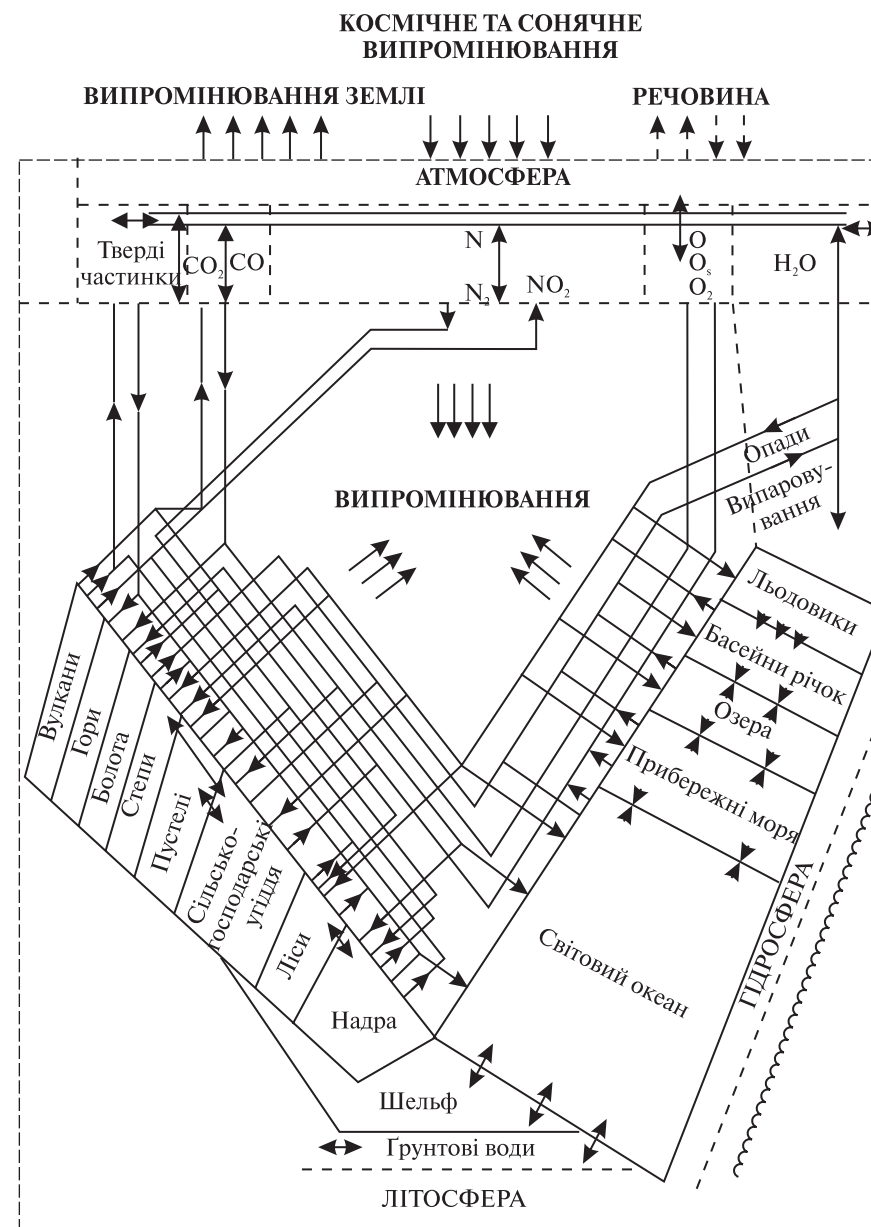 КОСМІЧНЕ ТА СОНЯЧНЕ
ВИПРОМІНЮВАННЯ
ВИПРОМІНЮВАННЯ ЗЕМЛІ
РЕЧОВИНА
АТМОСФЕРА
Тверді
частинки
CO₂
CO
N
N₂
NO₂
O
Oₛ
O₂
H₂O
Опади
Випарову-
вання
ВИПРОМІНЮВАННЯ
Льодовики
Басейни річок
Озера
Прибережні моря
Світовий океан
ГІДРОСФЕРА
Вулкани
Гори
Болота
Степи
Пустелі
Сільсько-
господарські
угіддя
Ліси
Надра
Шельф
Ґрунтові води
ЛІТОСФЕРА